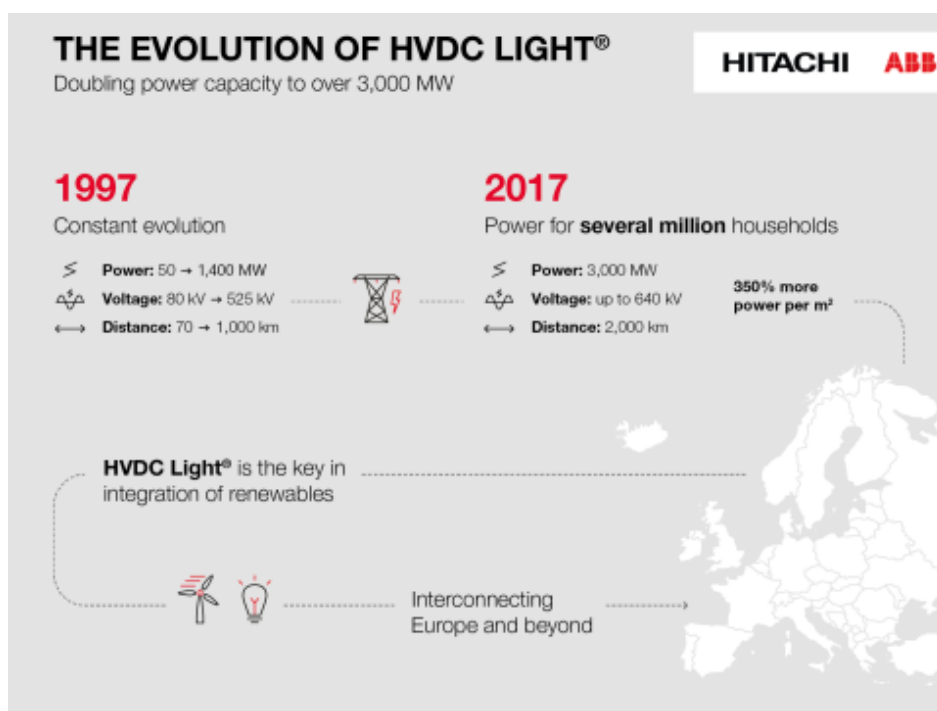 THE EVOLUTION OF HVDC LIGHT®
Doubling power capacity to over 3,000 MW
HITACHI ABB
1997
Constant evolution
Power: 50 → 1,400 MW
Voltage: 80 kV → 525 kV
Distance: 70 → 1,000 km
2017
Power for several million households
Power: 3,000 MW
Voltage: up to 640 kV
Distance: 2,000 km
350% more
power per m²
HVDC Light® is the key in
integration of renewables
Interconnecting
Europe and beyond